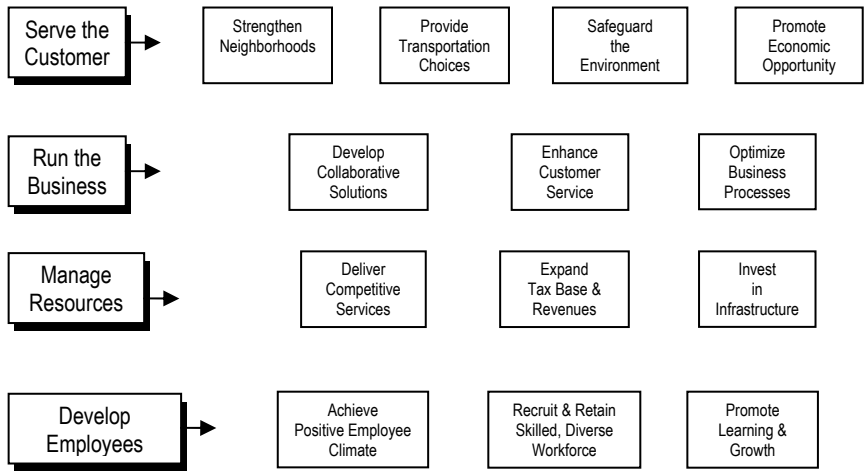 Serve the
Customer
Strengthen
Neighborhoods
Provide
Transportation
Choices
Safeguard
the
Environment
Promote
Economic
Opportunity
Run the
Business
Develop
Collaborative
Solutions
Enhance
Customer
Service
Optimize
Business
Processes
Manage
Resources
Deliver
Competitive
Services
Expand
Tax Base &
Revenues
Invest
in
Infrastructure
Develop
Employees
Achieve
Positive Employee
Climate
Recruit & Retain
Skilled, Diverse
Workforce
Promote
Learning &
Growth